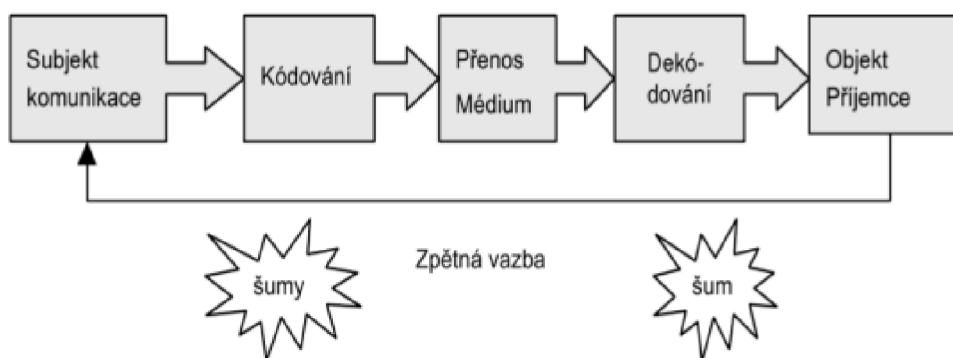 Subjekt
komunikace
Kódování
Přenos
Médium
Dekó-
dování
Objekt
Příjemce
Zpětná vazba
šumy
šum